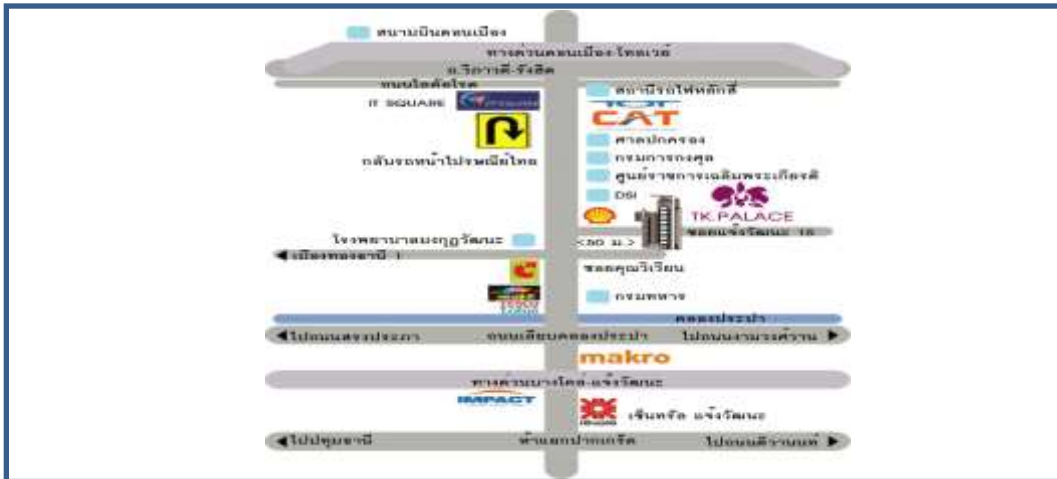 สนามบินดอนเมือง
ทางด่วนดอนเมือง-โทลเวย์
ถ.วิภาวดี-รังสิต
ถนนโลคัลโรด
IT SQUARE
สถานีรถไฟหลักสี่
CAT
ศาลปกครอง
กรมการกงสุล
กลับรถหน้าไปรษณีย์ไทย
ศูนย์ราชการเฉลิมพระเกียรติ
DSI
TK.PALACE
ซอยแจ้งวัฒนะ 15
โรงพยาบาลมงกุฎวัฒนะ
<50 ม.>
เมืองทองธานี 1
ซอยคุณวิเรียน
กรมทหาร
คลองประปา
ไปถนนสรงประภา
ถนนเลียบคลองประปา
ไปถนนงามวงศ์วาน
makro
ทางด่วนบางโคล่-แจ้งวัฒนะ
IMPACT
เซ็นทรัล แจ้งวัฒนะ
ไปปทุมธานี
ห้าแยกปากเกร็ด
ไปถนนติวานนท์